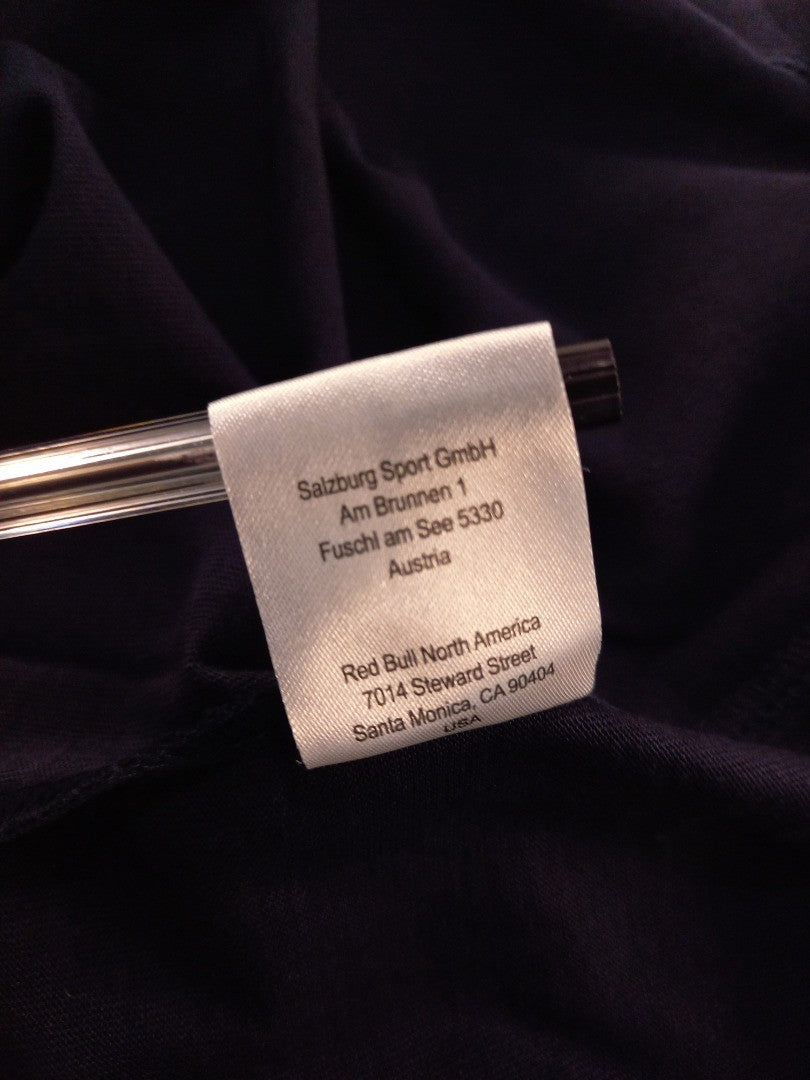 Salzburg Sport GmbH
Am Brunnen 1
Fuschl am See 5330
Austria
Red Bull North America
7014 Steward Street
Santa Monica, CA 90404
USA